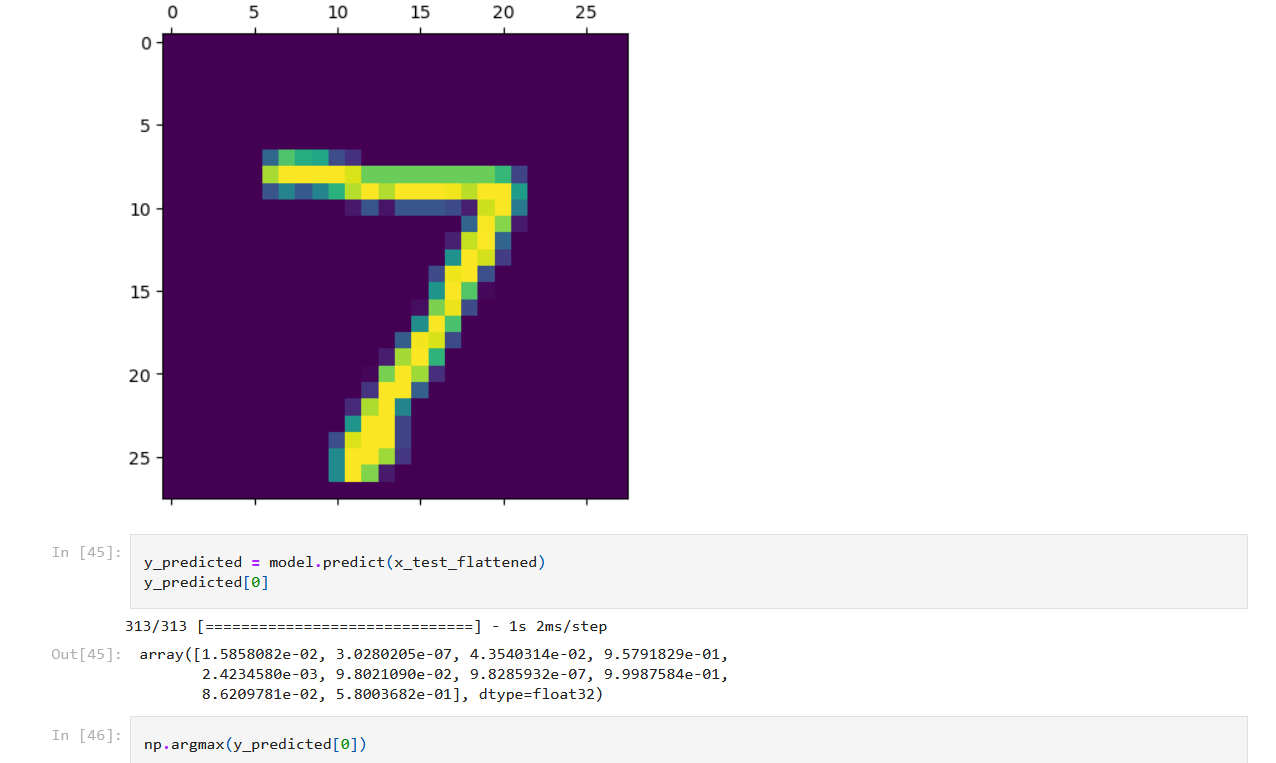 0 5 10 15 20 25
0
5
10
15
20
25
In [45]:
y_predicted = model.predict(x_test_flattened)
y_predicted[0]
313/313 [==============================] - 1s 2ms/step
Out[45]: array([1.5858082e-02, 3.0280205e-07, 4.3540314e-02, 9.5791829e-01,
2.4234580e-03, 9.8021090e-02, 9.8285932e-07, 9.9987584e-01,
8.6209781e-02, 5.8003682e-01], dtype=float32)
In [46]:
np.argmax(y_predicted[0])